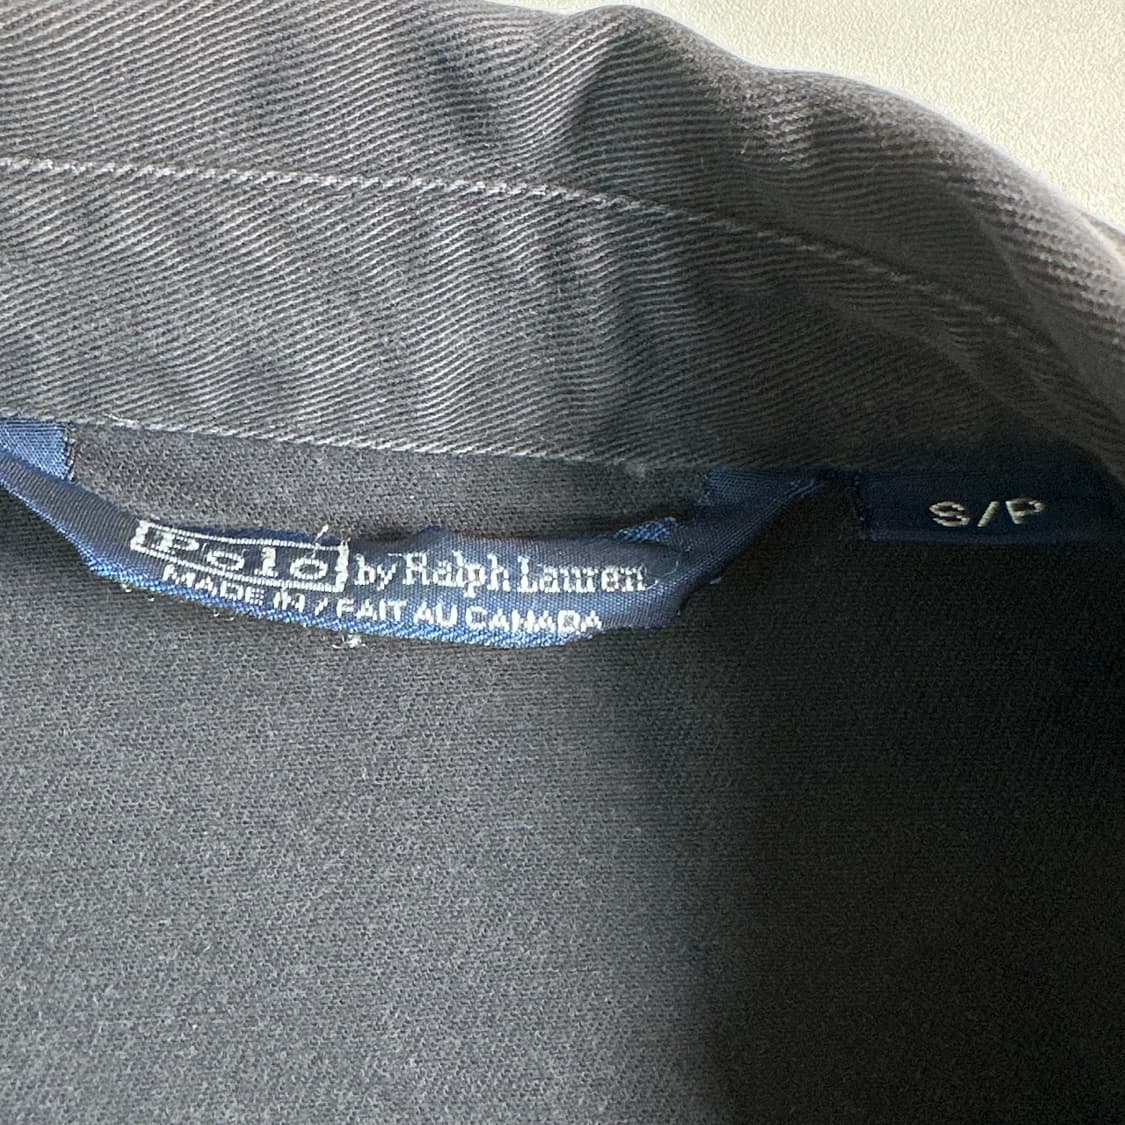 Polo by Ralph Lauren
MADE IN / FAIT AU CANADA
S/P